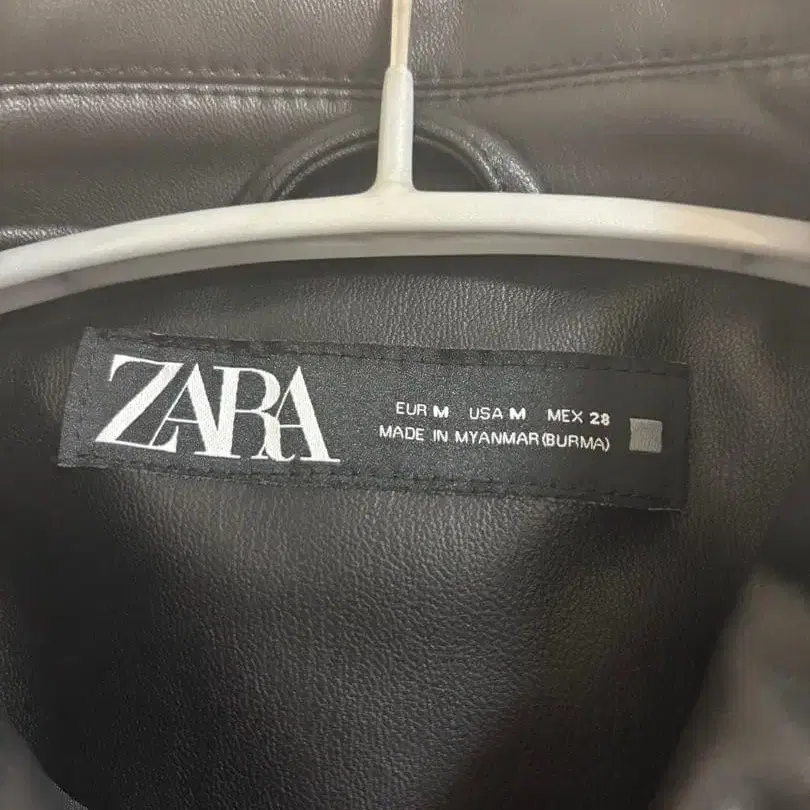 ZARA
EUR M USA M MEX 28
MADE IN MYANMAR(BURMA)